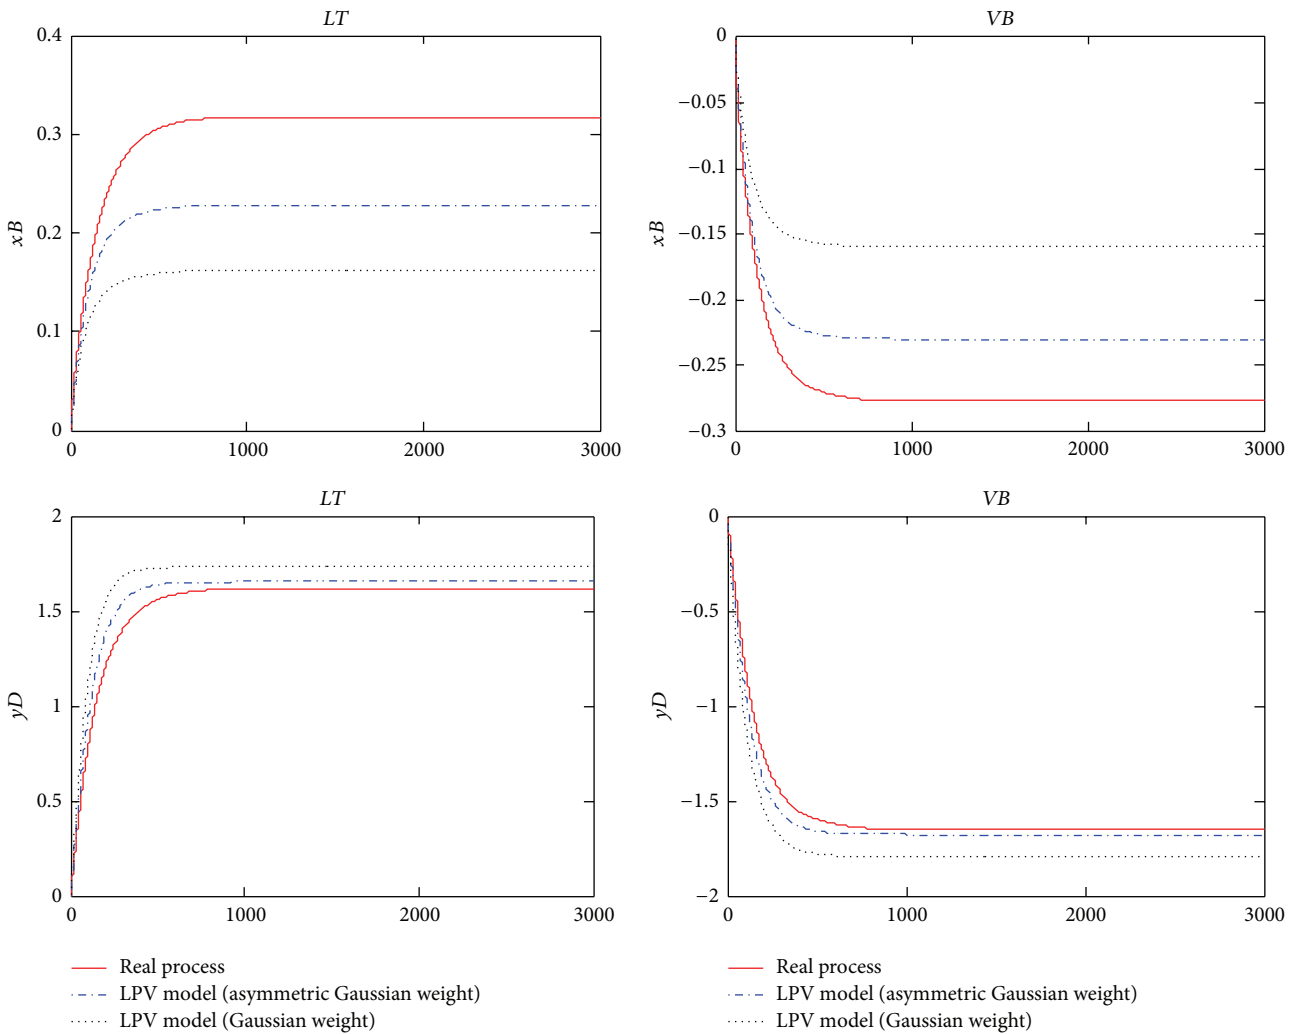 LT
0.4
0.3
0.2
0.1
0
xB
0
1000
2000
3000
VB
0
−0.05
−0.1
−0.15
−0.2
−0.25
−0.3
xB
0
1000
2000
3000
LT
2
1.5
1
0.5
0
yD
0
1000
2000
3000
VB
0
−0.5
−1
−1.5
−2
yD
0
1000
2000
3000
Real process
LPV model (asymmetric Gaussian weight)
LPV model (Gaussian weight)
Real process
LPV model (asymmetric Gaussian weight)
LPV model (Gaussian weight)